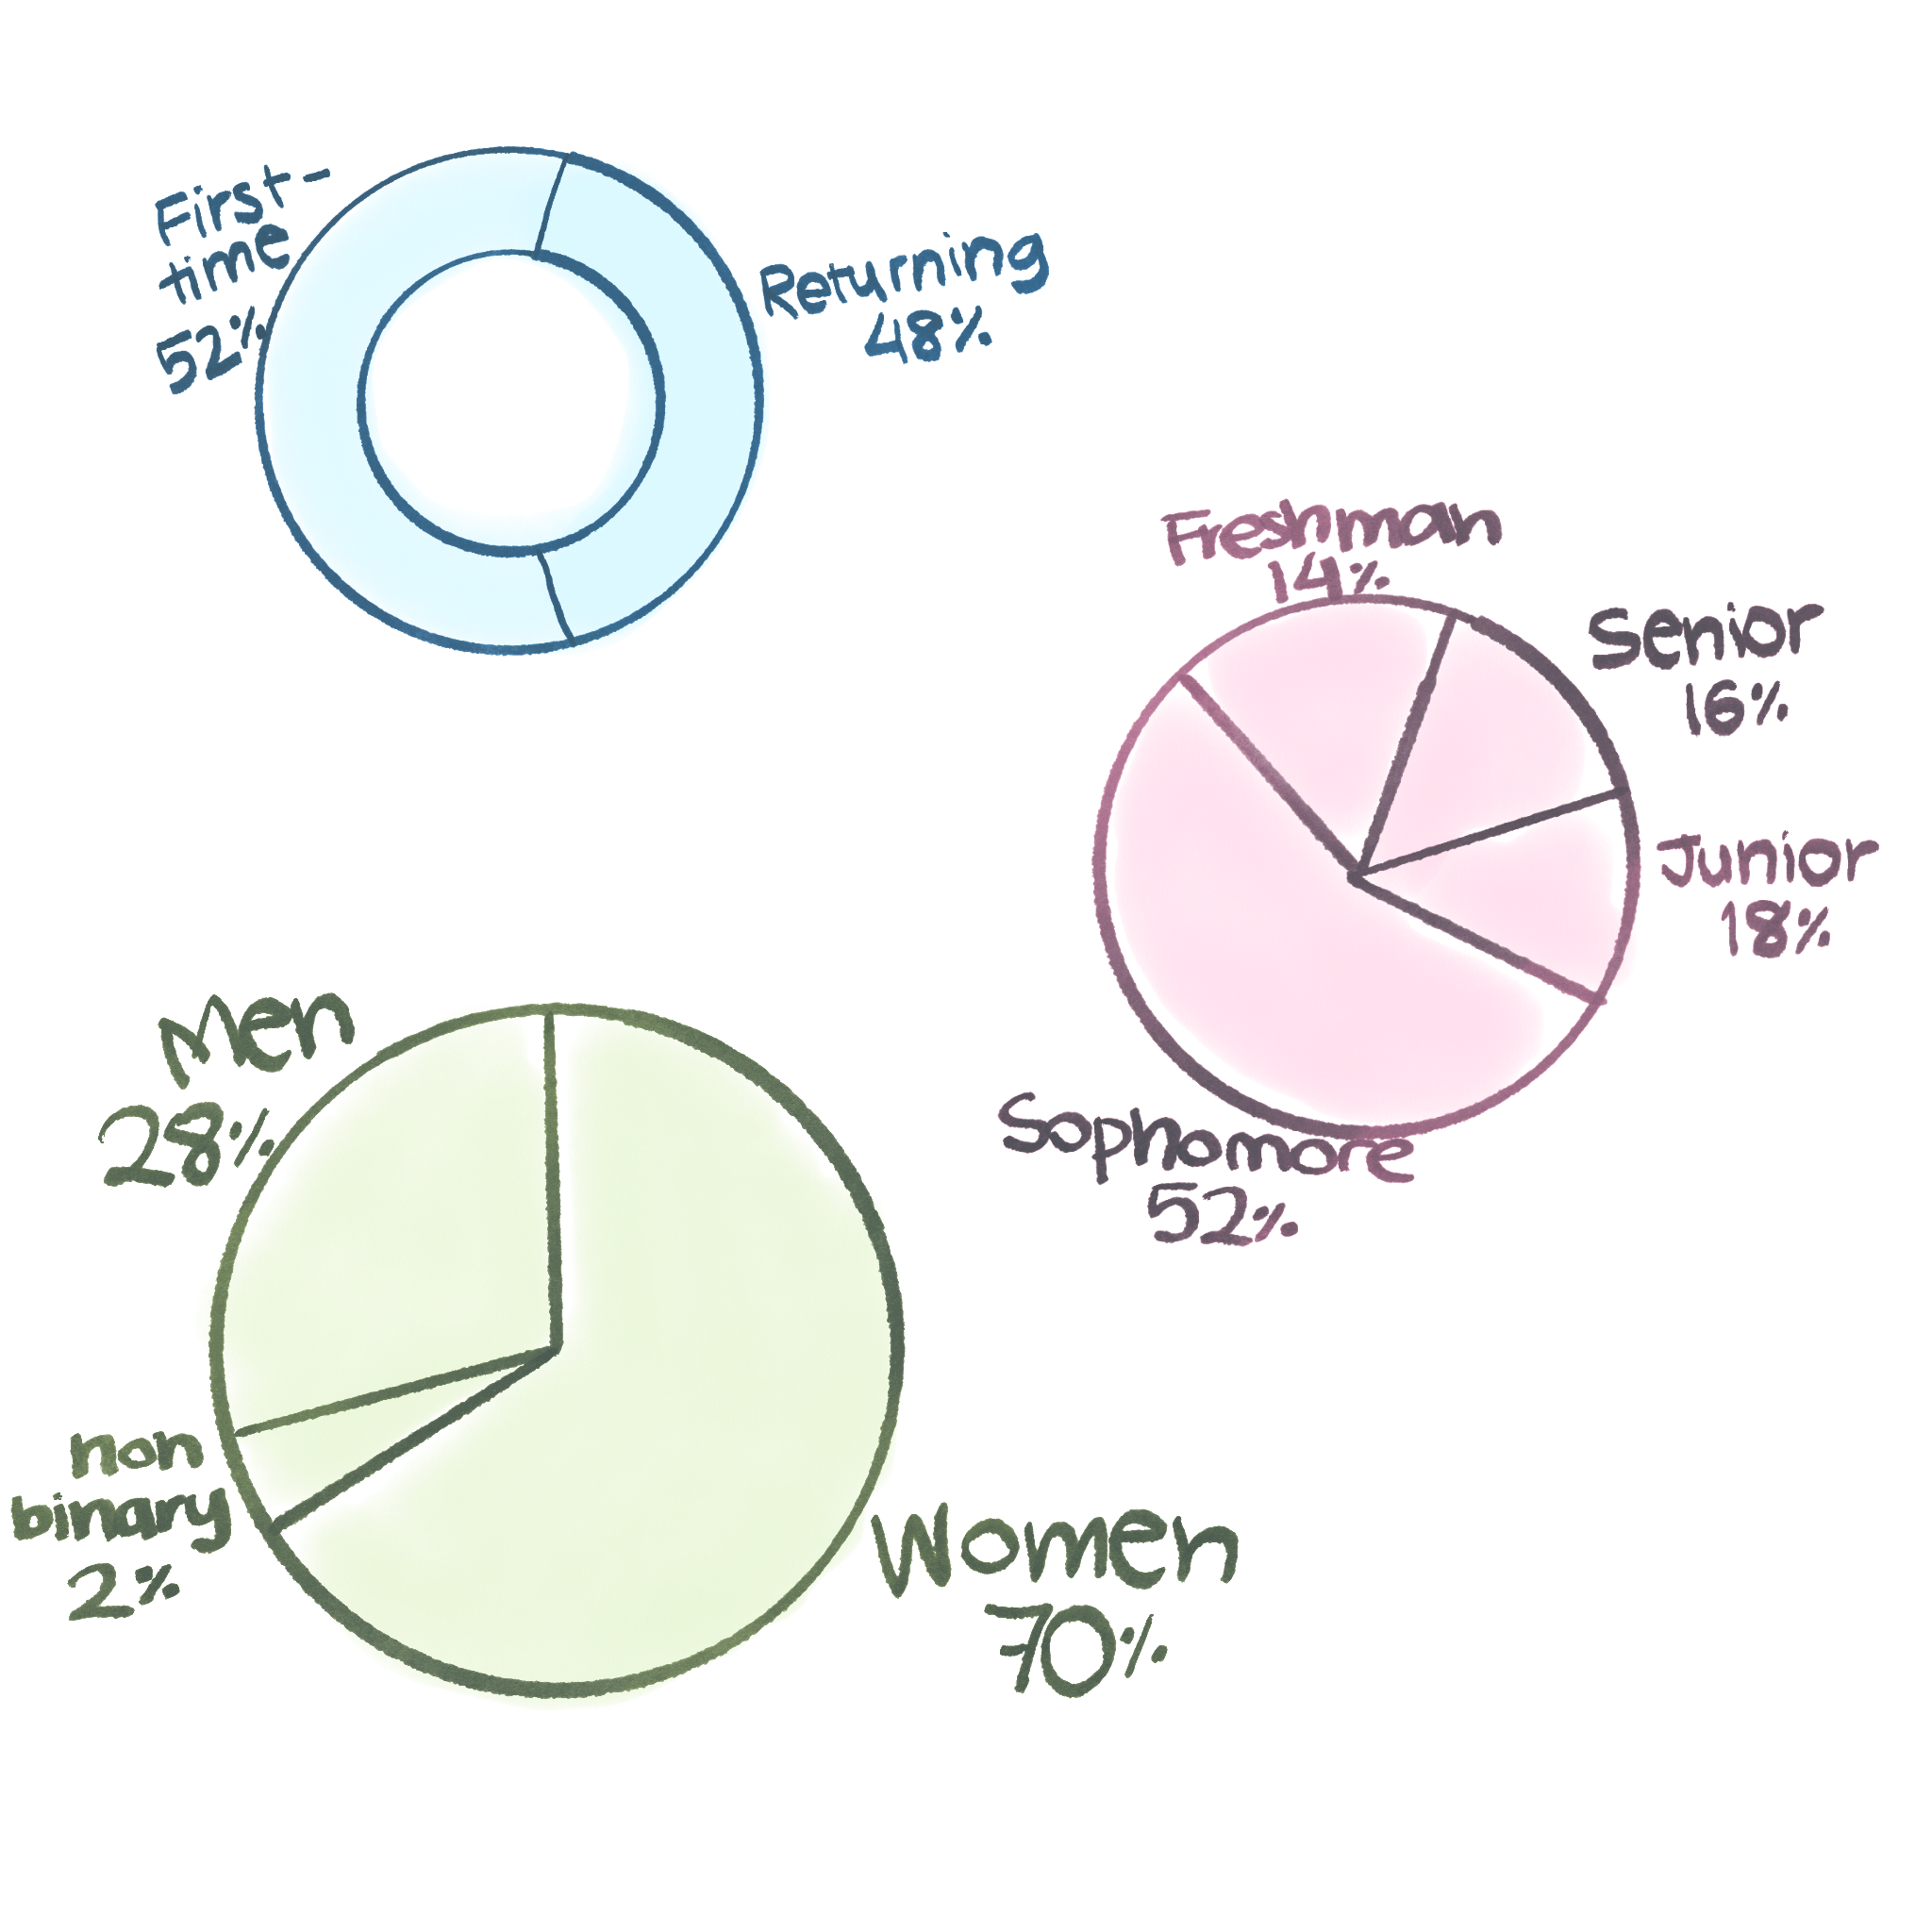 First-
time
52%
Returning
48%
Freshman
14%
Senior
16%
Junior
18%
Sophomore
52%
Men
28%
non
binary
2%
Women
70%